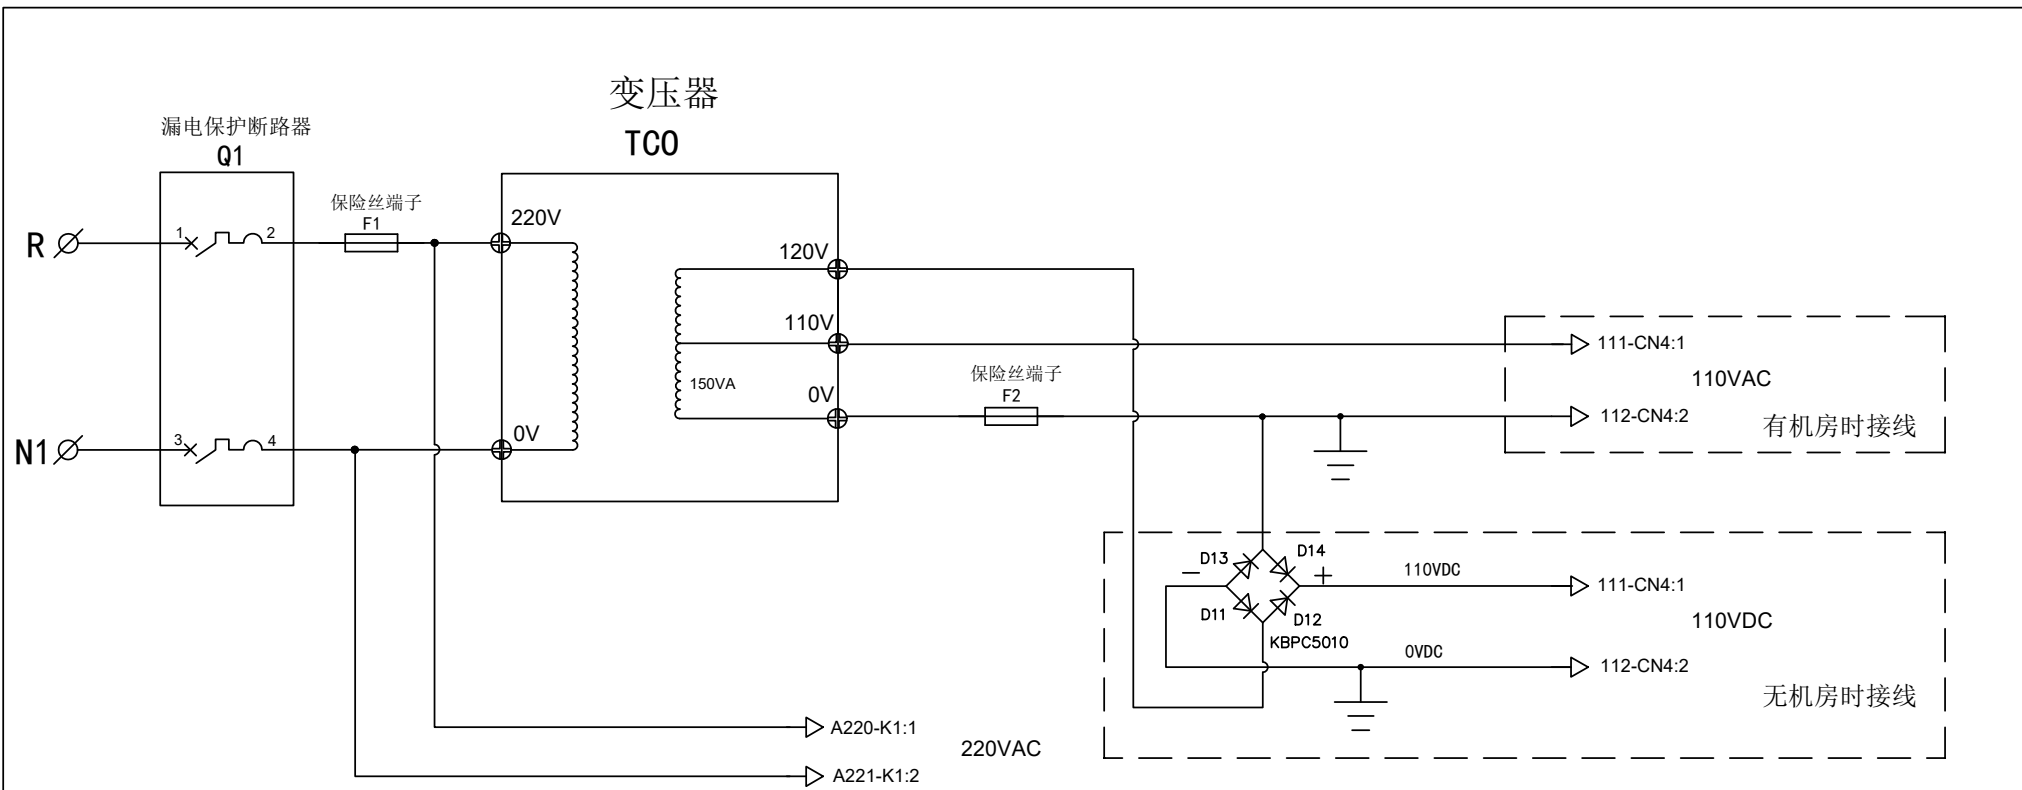 变压器
TC0
漏电保护断路器
Q1
保险丝端子
F1
R
1
2
220V
120V
110V
150VA
0V
保险丝端子
F2
111-CN4:1
110VAC
112-CN4:2
有机房时接线
N1
3
4
0V
D13
D14
—
+
110VDC
111-CN4:1
D11
D12
KBPC5010
110VDC
0VDC
112-CN4:2
无机房时接线
A220-K1:1
220VAC
A221-K1:2